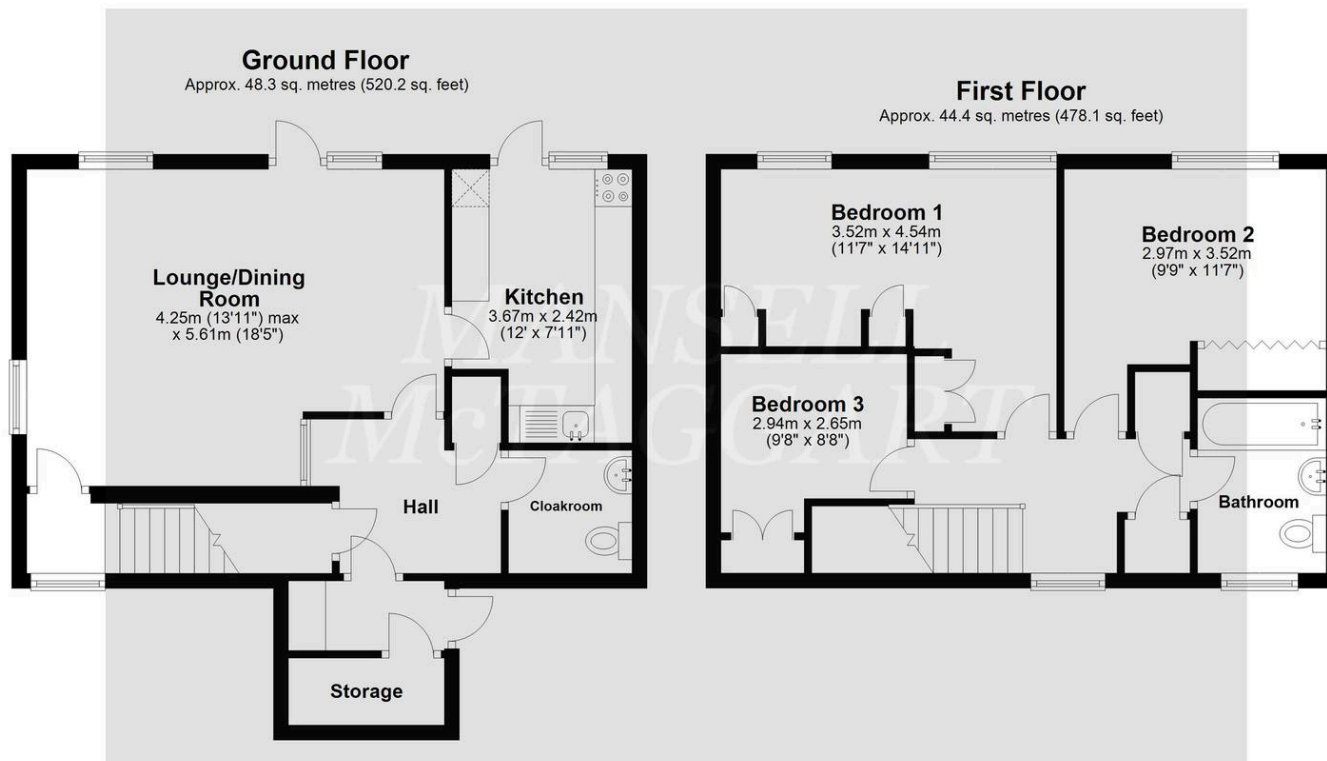 Ground Floor
Approx. 48.3 sq. metres (520.2 sq. feet)
Lounge/Dining
Room
4.25m (13'11") max
x 5.61m (18'5")
Kitchen
3.67m x 2.42m
(12' x 7'11")
Hall
Cloakroom
Storage
First Floor
Approx. 44.4 sq. metres (478.1 sq. feet)
Bedroom 1
3.52m x 4.54m
(11'7" x 14'11")
Bedroom 2
2.97m x 3.52m
(9'9" x 11'7")
Bedroom 3
2.94m x 2.65m
(9'8" x 8'8")
Bathroom
MANSELL
McTAGGART